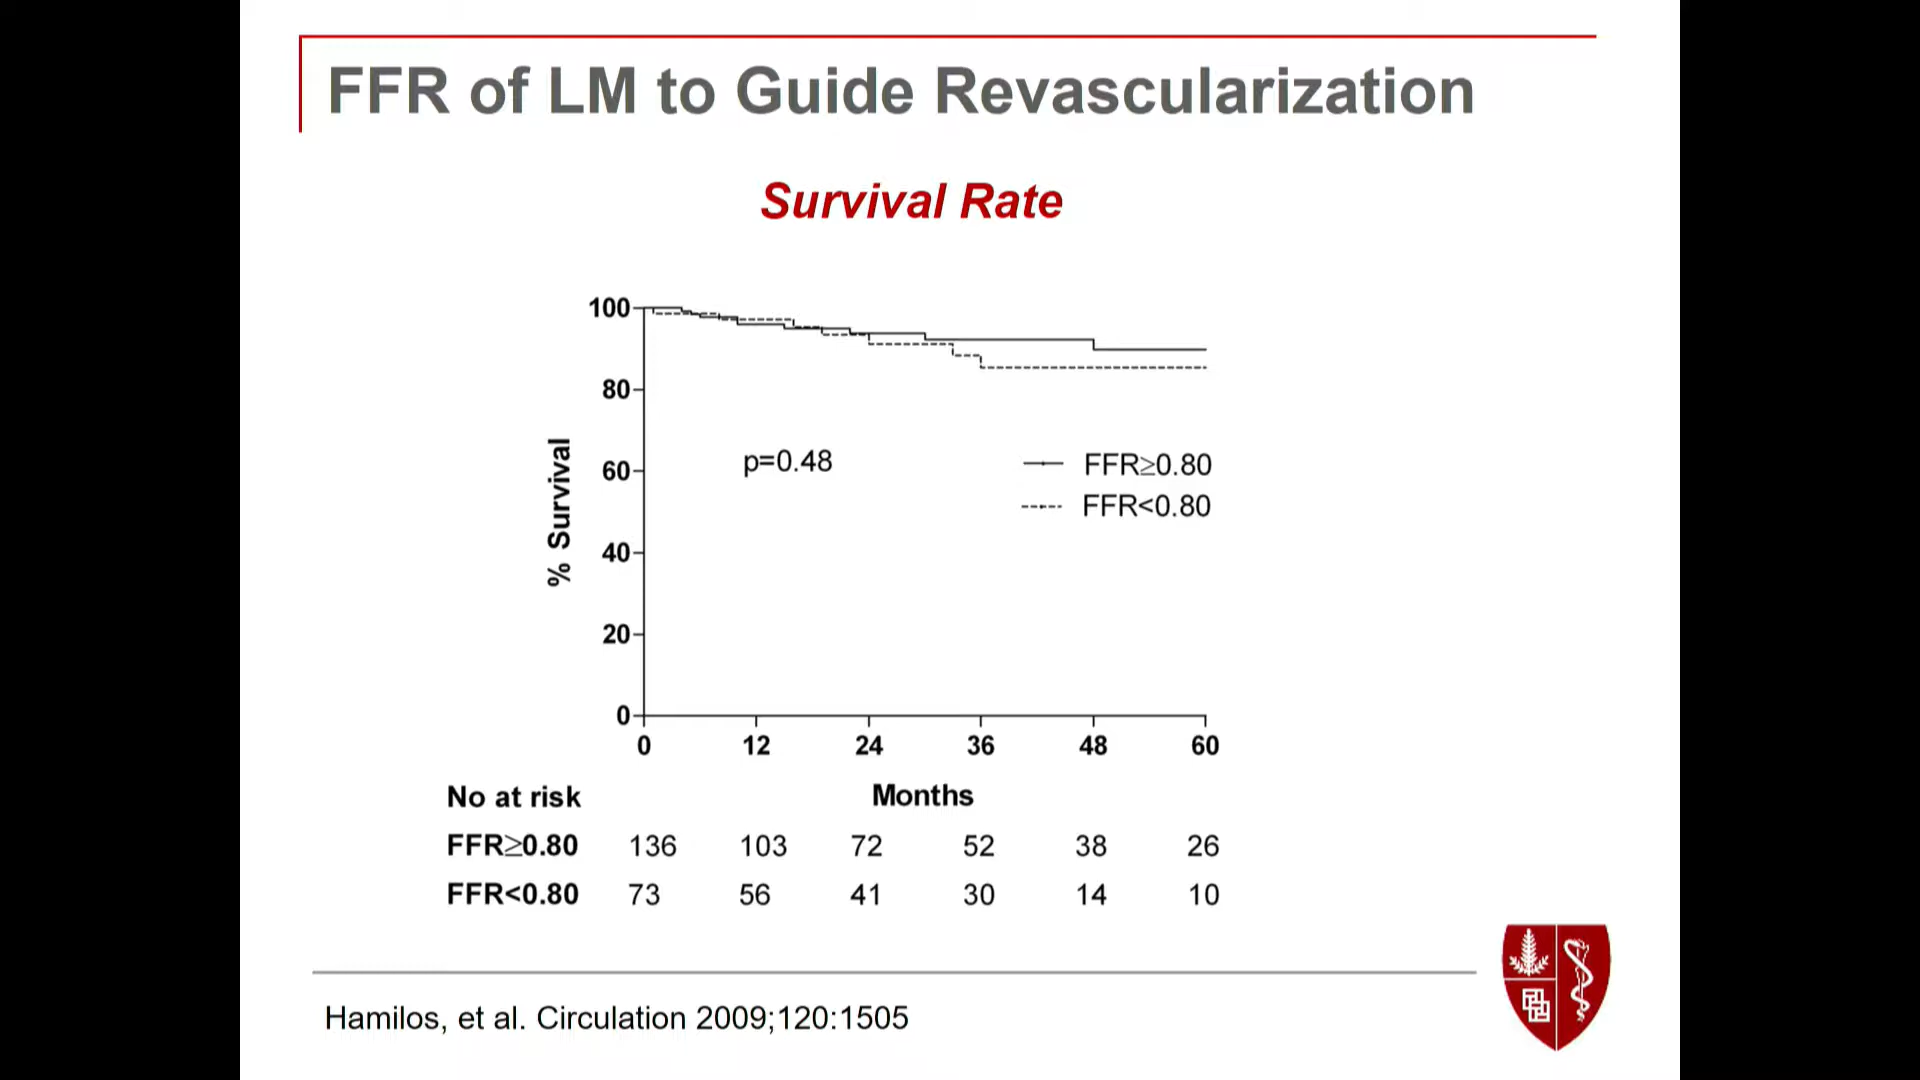 FFR of LM to Guide Revascularization
Survival Rate
100
80
60
40
20
0
% Survival
p=0.48
FFR≥0.80
FFR<0.80
0 12 24 36 48 60
No at risk Months
FFR≥0.80 136 103 72 52 38 26
FFR<0.80 73 56 41 30 14 10
Hamilos, et al. Circulation 2009;120:1505